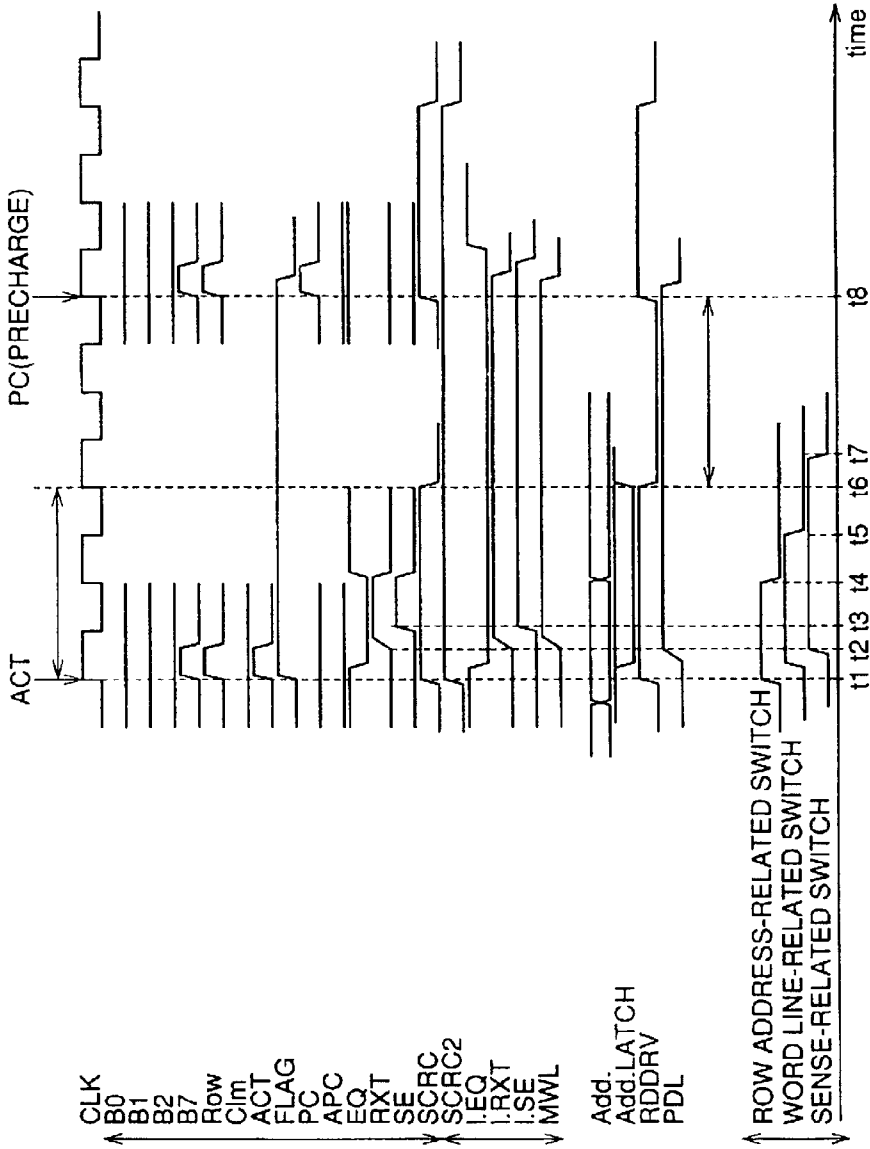 ACT
PC(PRECHARGE)
CLK
B0
B1
B2
B7
Row
Clm
ACT
FLAG
PC
APC
EQ
RXT
SE
SCRC
SCRC2
I.EQ
I.RXT
I.SE
MWL
Add.
Add.LATCH
RDDRV
PDL
ROW ADDRESS-RELATED SWITCH
WORD LINE-RELATED SWITCH
SENSE-RELATED SWITCH
t1 t2 t3 t4 t5 t6 t7 t8 time